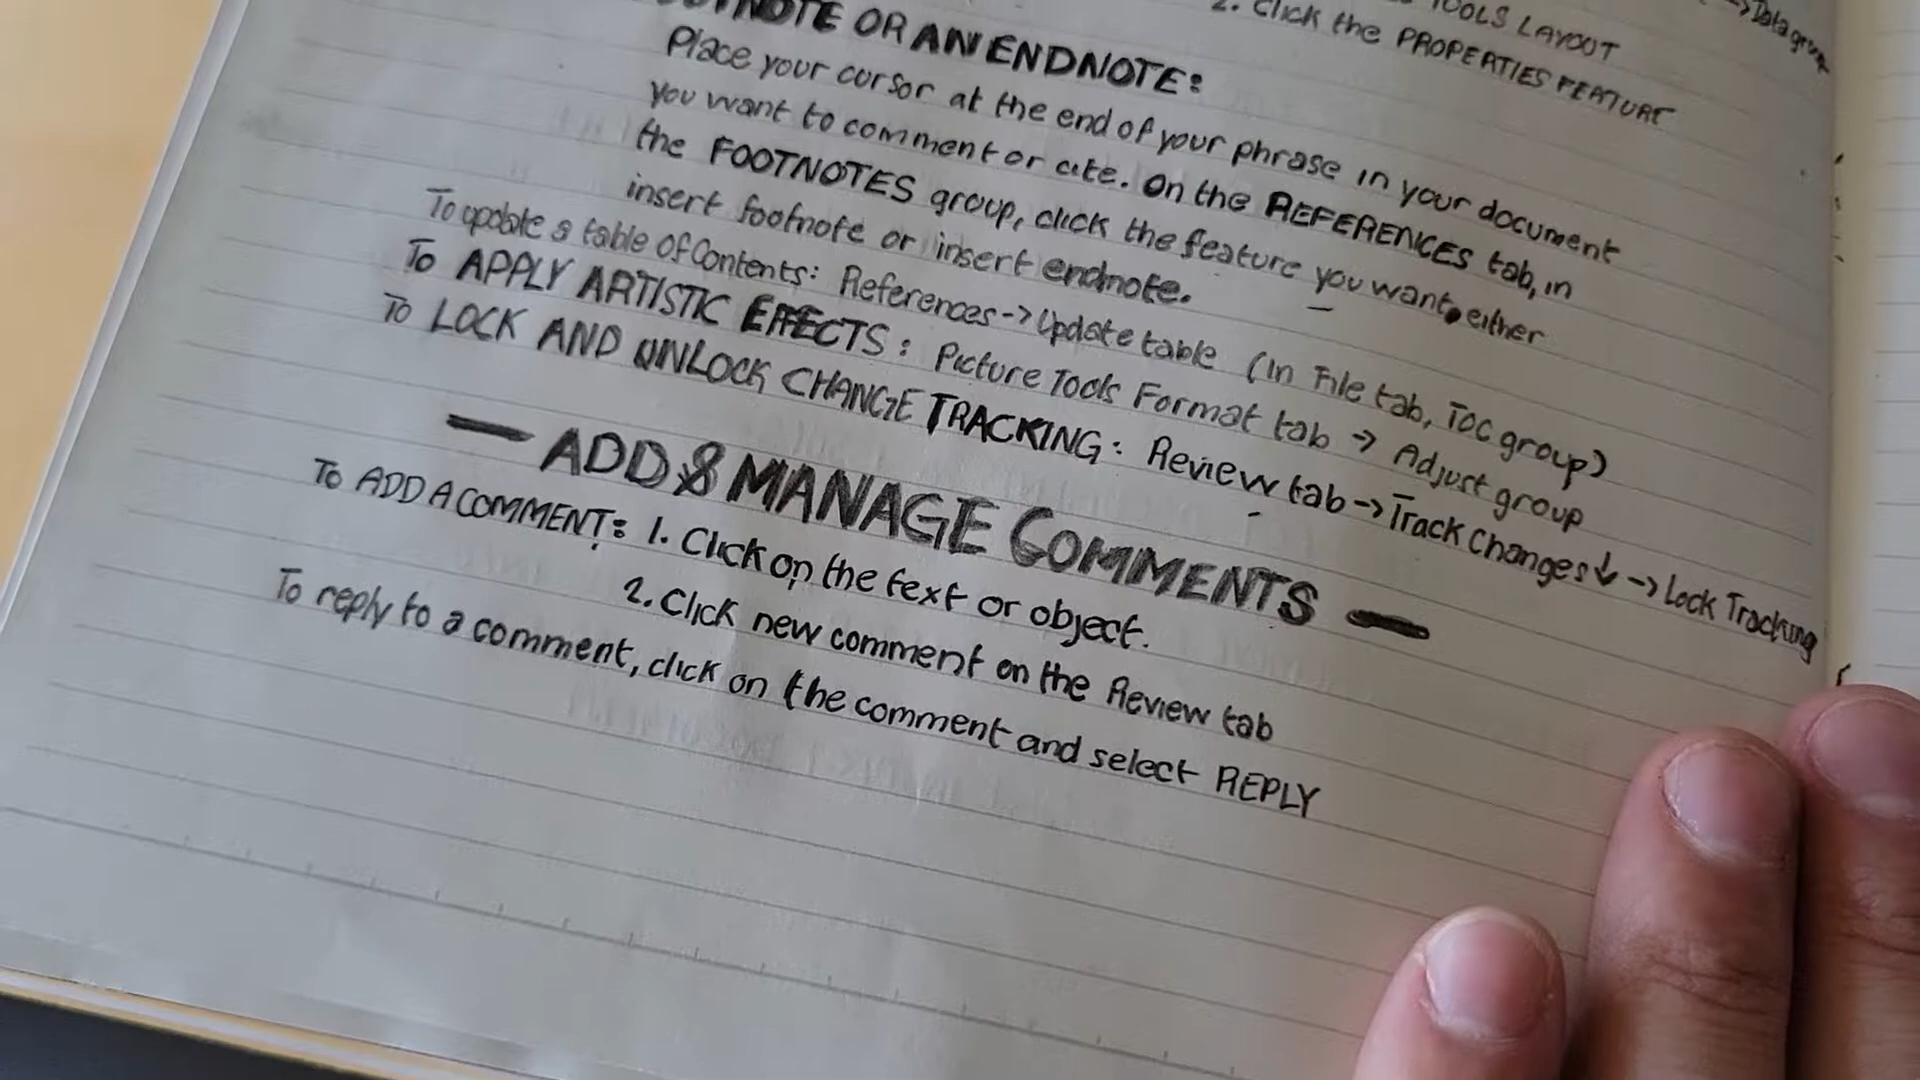 →Data group
TOOLS LAYOUT
2. Click the PROPERTIES FEATURE
OR AN ENDNOTE:
Place your cursor at the end of your phrase in your document
you want to comment or cite. On the REFERENCES tab, in
the FOOTNOTES group, click the feature you want, either
insert footnote or insert endnote.
To update a table of Contents: References -> Update table (In File tab, TOC group)
To APPLY ARTISTIC EFFECTS: Picture Tools Format tab -> Adjust group
To LOCK AND UNLOCK CHANGE TRACKING: Review tab -> Track Changes ↓ -> Lock Tracking
— ADD & MANAGE COMMENTS —
To ADD A COMMENT: 1. Click on the text or object.
2. Click new comment on the Review tab
To reply to a comment, click on the comment and select REPLY